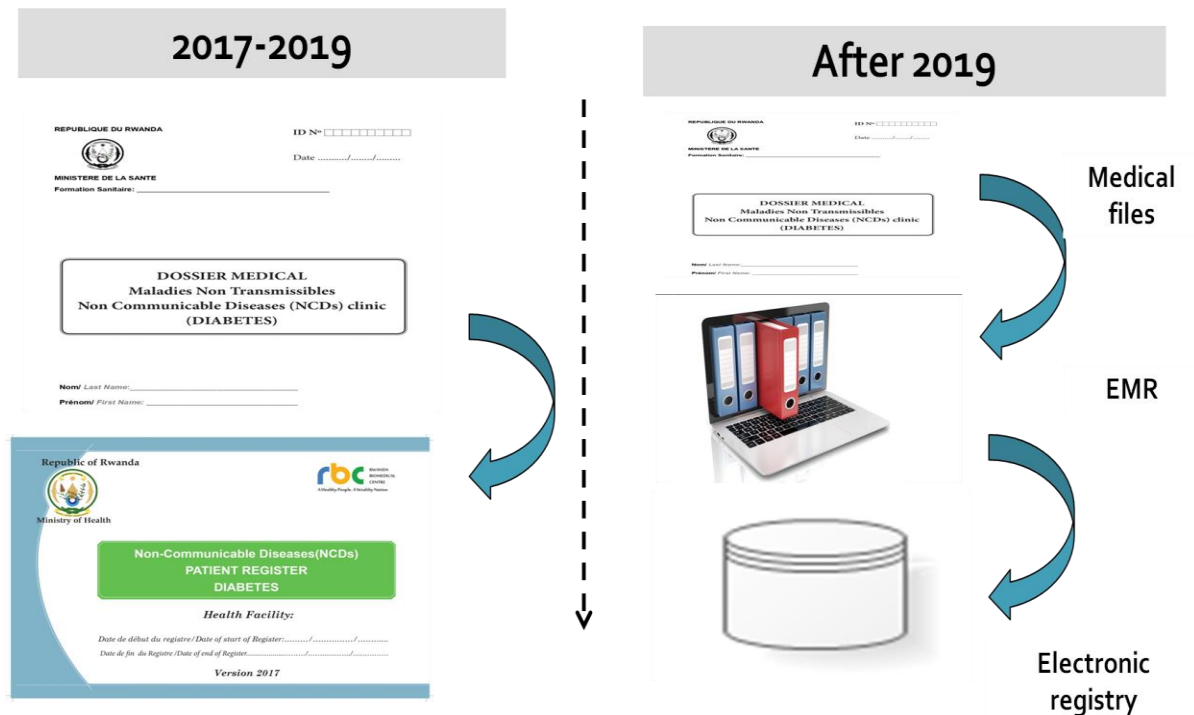 2017-2019
REPUBLIQUE DU RWANDA
ID Nº
Date ........../......../.........
MINISTERE DE LA SANTE
Formation Sanitaire:
DOSSIER MEDICAL
Maladies Non Transmissibles
Non Communicable Diseases (NCDs) clinic
(DIABETES)
Nom/ Last Name:
Prénom/ First Name:
Republic of Rwanda
Ministry of Health
rbc
RWANDA
BIOMEDICAL
CENTRE
A Healthy People. A Wealthy Nation
Non-Communicable Diseases(NCDs)
PATIENT REGISTER
DIABETES
Health Facility:
Date de début du registre/Date of start of Register:......../.............../...........
Date de fin du Registre /Date of end of Register......................../.............../.............
Version 2017
After 2019
REPUBLIQUE DU RWANDA
ID Nº
Date ........./......../.......
MINISTERE DE LA SANTE
Formation Sanitaire:
DOSSIER MEDICAL
Maladies Non Transmissibles
Non Communicable Diseases (NCDs) clinic
(DIABETES)
Nom/ Last Name:
Prénom/ First Name:
Medical
files
EMR
Electronic
registry